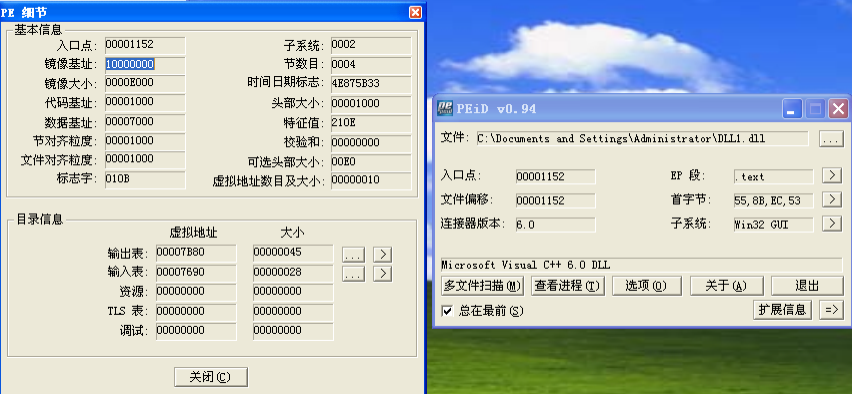 PE 细节
基本信息
入口点: 00001152 子系统: 0002
镜像基址: 10000000 节数目: 0004
镜像大小: 0000E000 时间日期标志: 4E875B33
代码基址: 00001000 头部大小: 00001000
数据基址: 00007000 特征值: 210E
节对齐粒度: 00001000 校验和: 00000000
文件对齐粒度: 00001000 可选头部大小: 00E0
标志字: 010B 虚拟地址数目及大小: 00000010
目录信息
虚拟地址 大小
输出表: 00007B80 00000045 ... >
输入表: 00007690 00000028 ... >
资源: 00000000 00000000
TLS 表: 00000000 00000000
调试: 00000000 00000000
关闭(C)
PEiD v0.94
文件: C:\Documents and Settings\Administrator\DLL1.dll ...
入口点: 00001152 EP 段: .text >
文件偏移: 00001152 首字节: 55,8B,EC,53 >
连接器版本: 6.0 子系统: Win32 GUI >
Microsoft Visual C++ 6.0 DLL
多文件扫描(M) 查看进程(T) 选项(O) 关于(A) 退出
总在最前(S) 扩展信息 =>